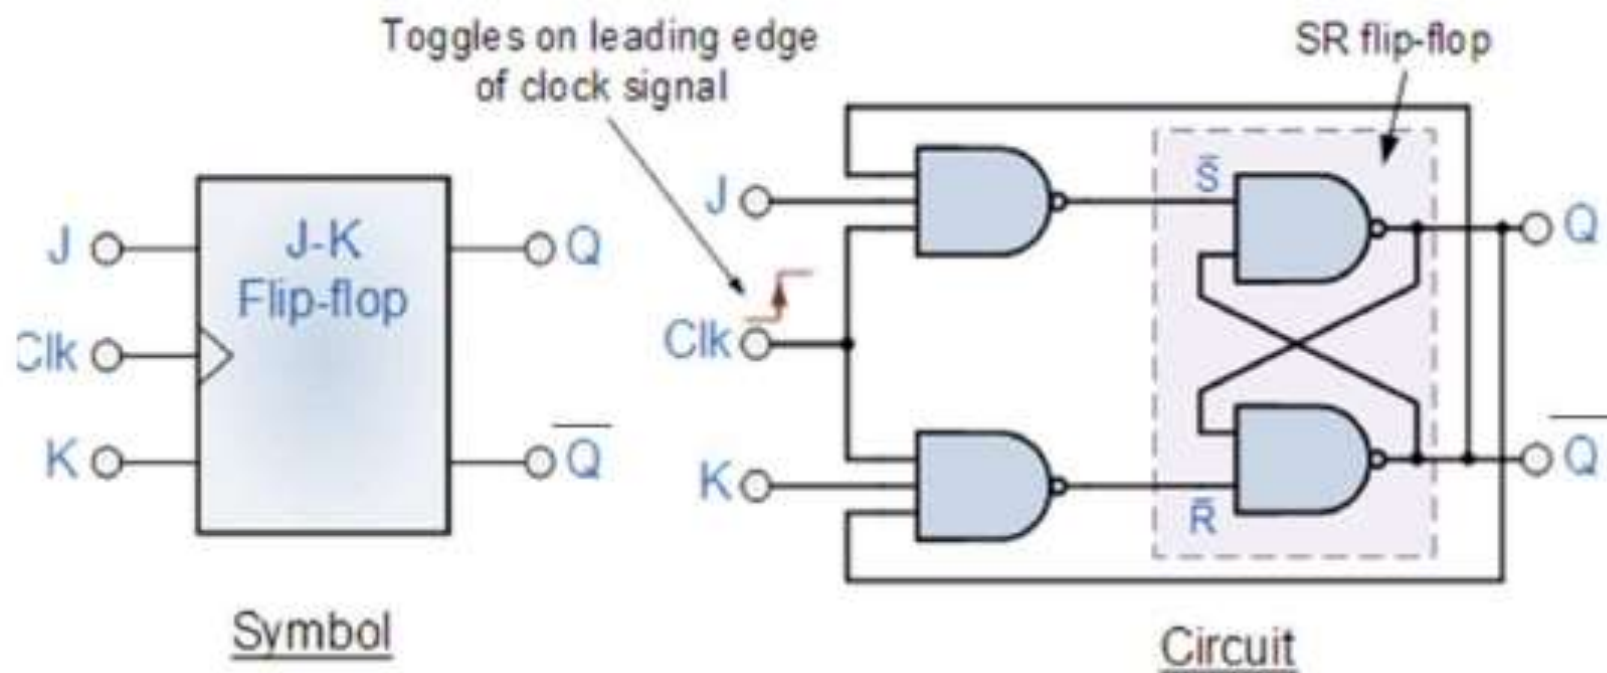 Toggles on leading edge
of clock signal
SR flip-flop
J
J-K
Flip-flop
Q
Clk
K
Q̅
Symbol
J
Clk
K
S̅
R̅
Q
Q̅
Circuit